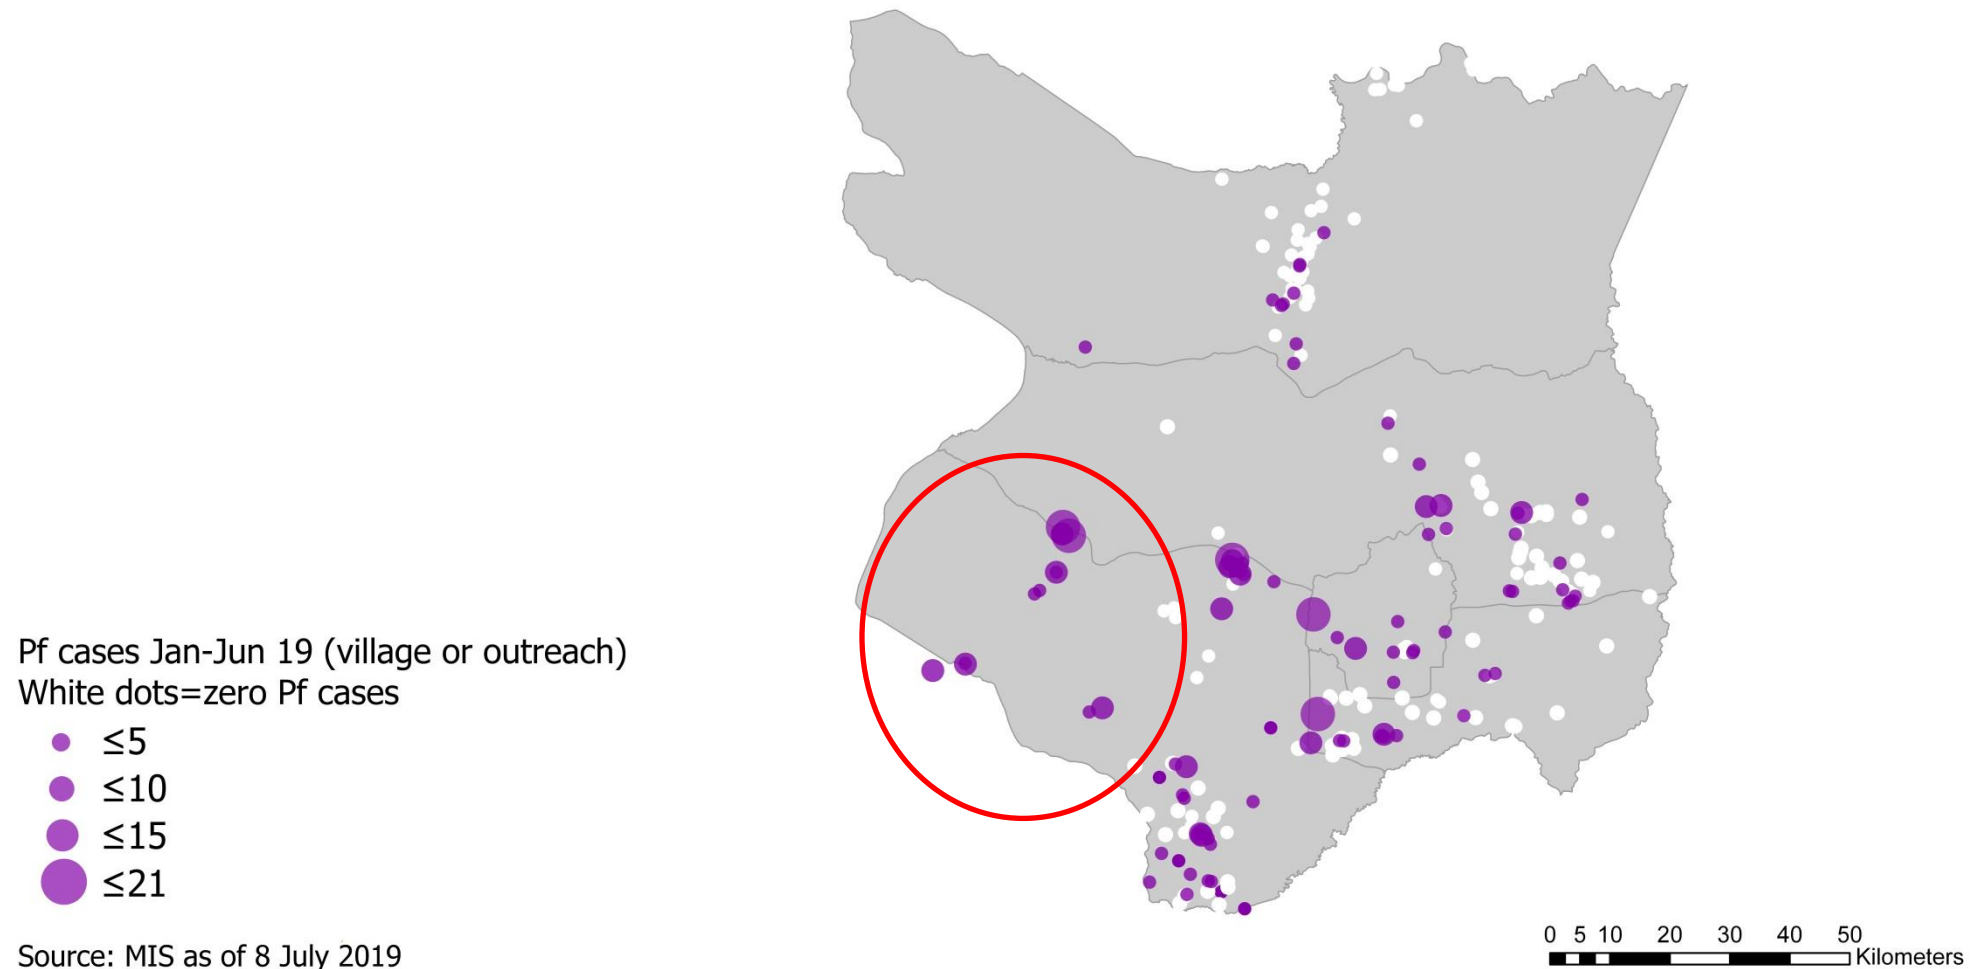 Pf cases Jan-Jun 19 (village or outreach)
White dots=zero Pf cases
≤5
≤10
≤15
≤21
Source: MIS as of 8 July 2019
0 5 10 20 30 40 50
Kilometers